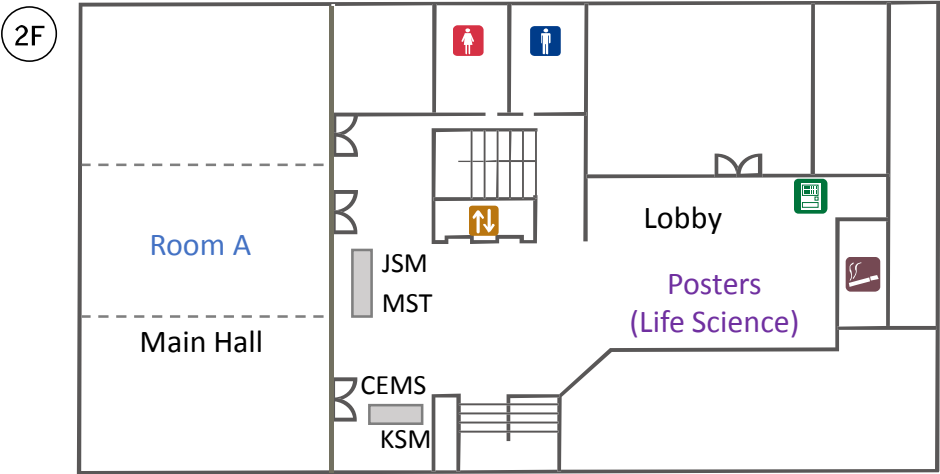 2F
Lobby
Room A
JSM
MST
Posters
(Life Science)
Main Hall
CEMS
KSM